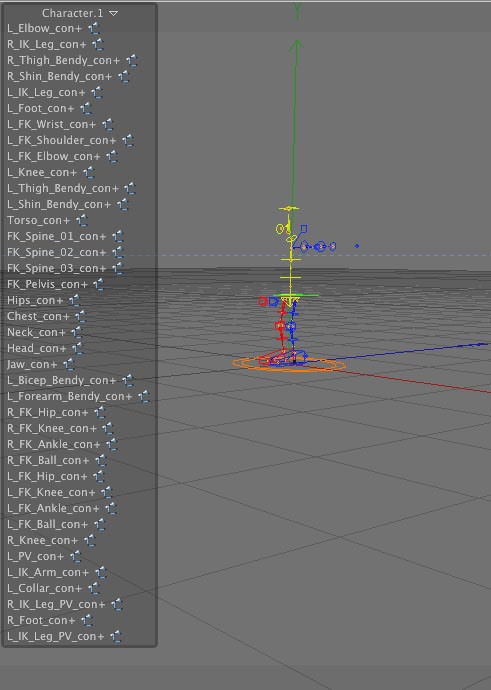 Character.1
L_Elbow_con+
R_IK_Leg_con+
R_Thigh_Bendy_con+
R_Shin_Bendy_con+
L_IK_Leg_con+
L_Foot_con+
L_FK_Wrist_con+
L_FK_Shoulder_con+
L_FK_Elbow_con+
L_Knee_con+
L_Thigh_Bendy_con+
L_Shin_Bendy_con+
Torso_con+
FK_Spine_01_con+
FK_Spine_02_con+
FK_Spine_03_con+
FK_Pelvis_con+
Hips_con+
Chest_con+
Neck_con+
Head_con+
Jaw_con+
L_Bicep_Bendy_con+
L_Forearm_Bendy_con+
R_FK_Hip_con+
R_FK_Knee_con+
R_FK_Ankle_con+
R_FK_Ball_con+
L_FK_Hip_con+
L_FK_Knee_con+
L_FK_Ankle_con+
L_FK_Ball_con+
R_Knee_con+
L_PV_con+
L_IK_Arm_con+
L_Collar_con+
R_IK_Leg_PV_con+
R_Foot_con+
L_IK_Leg_PV_con+
Y